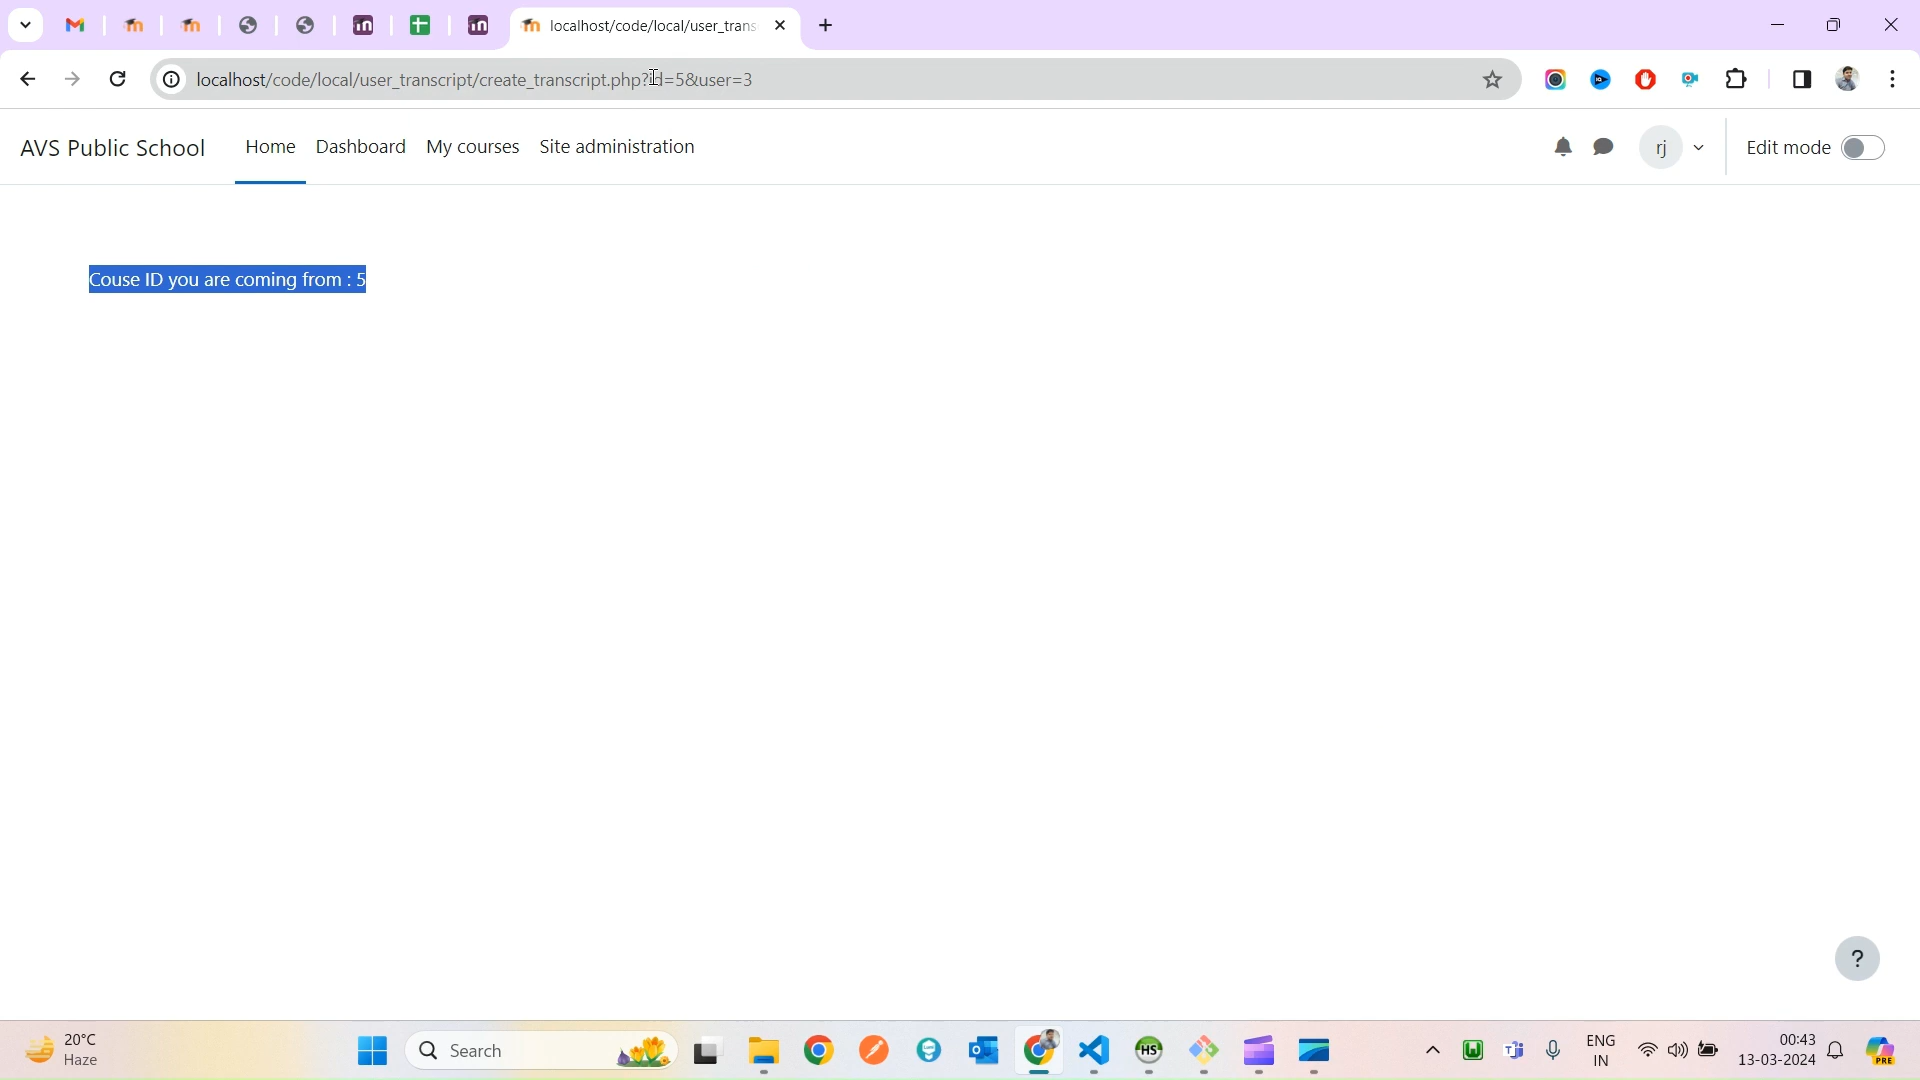 localhost/code/local/user_trans
localhost/code/local/user_transcript/create_transcript.php?id=5&user=3
AVS Public School
Home
Dashboard
My courses
Site administration
rj
Edit mode
Couse ID you are coming from : 5
?
20°C
Haze
Search
HS
ENG
IN
00:43
13-03-2024
PRE